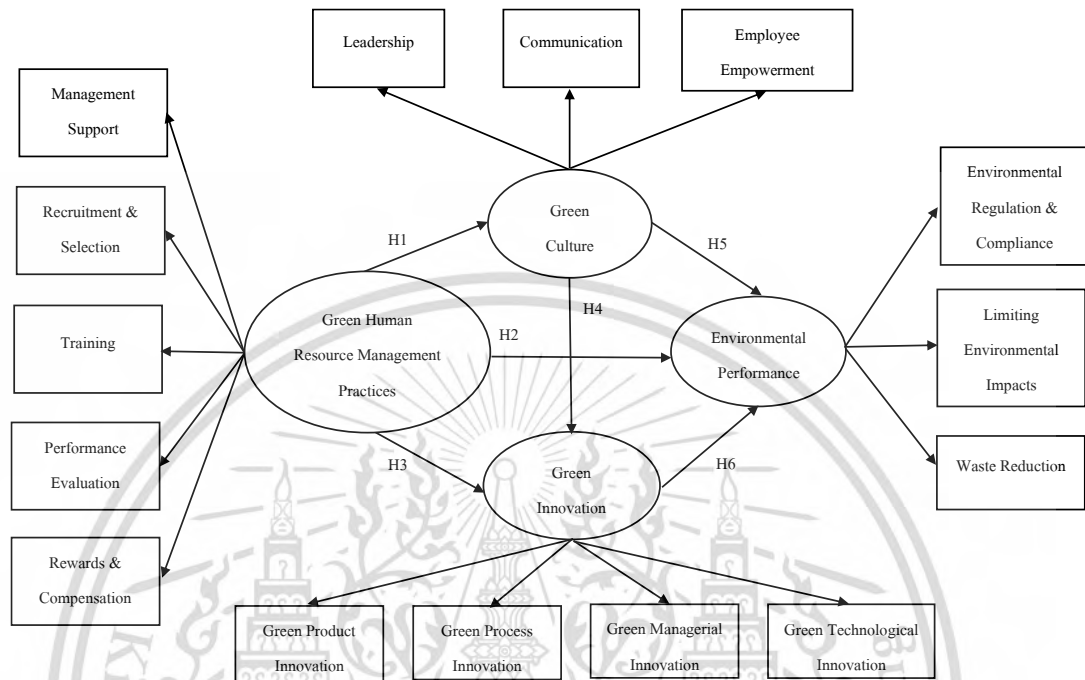 Leadership
Communication
Employee
Empowerment
Management
Support
Recruitment &
Selection
Training
Performance
Evaluation
Rewards &
Compensation
H1
Green
Culture
H5
H4
Green Human
Resource Management
Practices
H2
Environmental
Performance
H3
Green
Innovation
H6
Environmental
Regulation &
Compliance
Limiting
Environmental
Impacts
Waste Reduction
Green Product
Innovation
Green Process
Innovation
Green Managerial
Innovation
Green Technological
Innovation